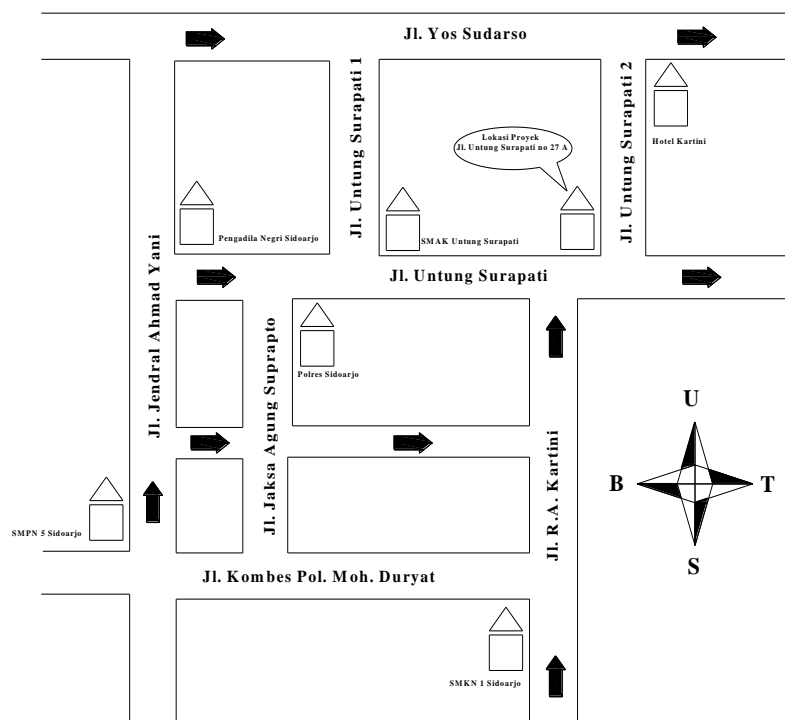 Jl. Yos Sudarso
Jl. Untung Surapati 1
Jl. Untung Surapati 2
Hotel Kartini
Lokasi Proyek
Jl. Untung Surapati no 27 A
Pengadila Negri Sidoarjo
SMAK Untung Surapati
Jl. Untung Surapati
Jl. Jendral Ahmad Yani
Jl. Jaksa Agung Suprapto
Polres Sidoarjo
Jl. R.A. Kartini
U
B
T
S
SMPN 5 Sidoarjo
Jl. Kombes Pol. Moh. Duryat
SMKN 1 Sidoarjo